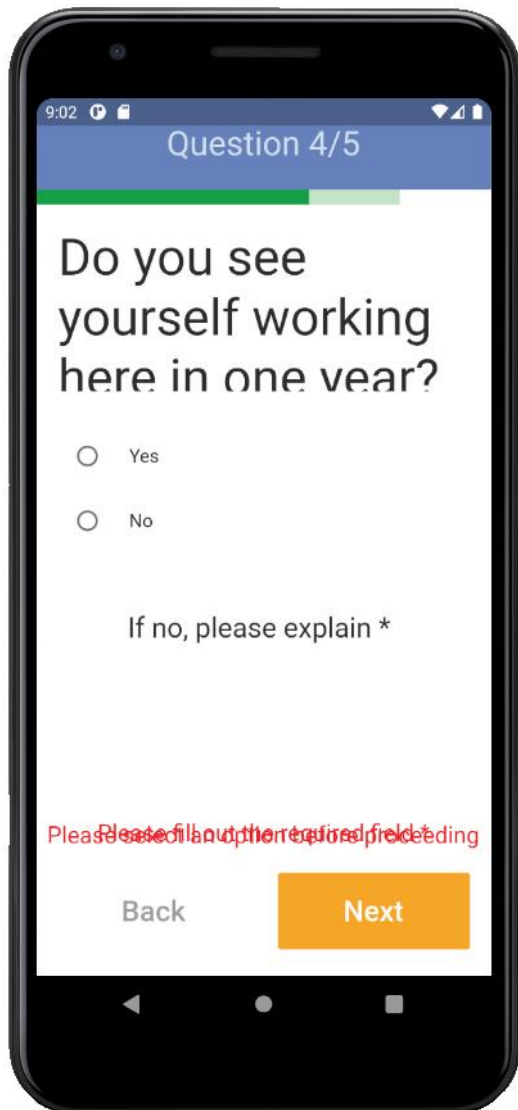 9:02
Question 4/5
Do you see
yourself working
here in one year?
Yes
No
If no, please explain *
Please fill out the required field *
Please select an option before proceeding
Back
Next